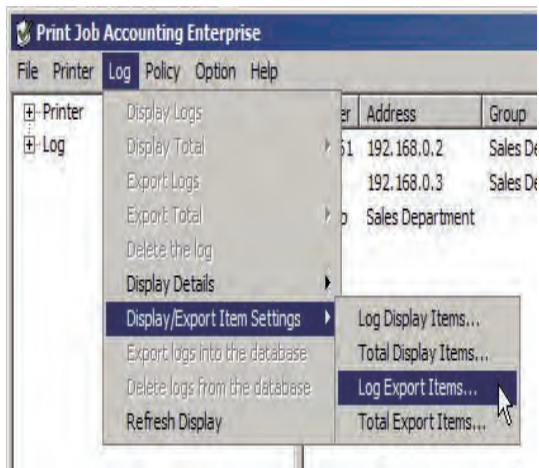 Print Job Accounting Enterprise
File Printer Log Policy Option Help
Printer
Log
er Address Group
51 192.168.0.2 Sales De
192.168.0.3 Sales De
p Sales Department
Display Logs
Display Total
Export Logs
Export Total
Delete the log
Display Details
Display/Export Item Settings
Export logs into the database
Delete logs from the database
Refresh Display
Log Display Items...
Total Display Items...
Log Export Items...
Total Export Items...